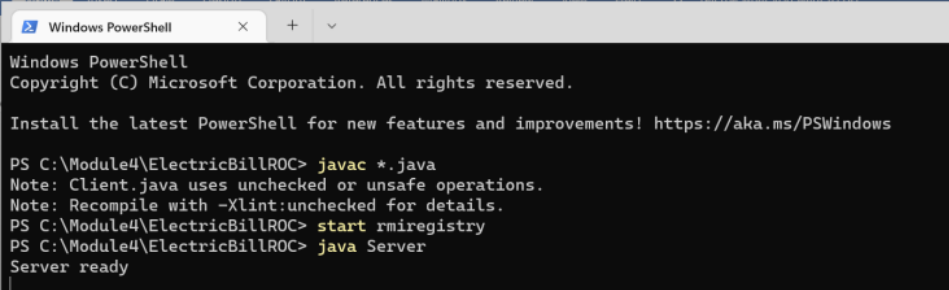 Windows PowerShell
Windows PowerShell
Copyright (C) Microsoft Corporation. All rights reserved.
Install the latest PowerShell for new features and improvements! https://aka.ms/PSWindows
PS C:\Module4\ElectricBillROC> javac *.java
Note: Client.java uses unchecked or unsafe operations.
Note: Recompile with -Xlint:unchecked for details.
PS C:\Module4\ElectricBillROC> start rmiregistry
PS C:\Module4\ElectricBillROC> java Server
Server ready